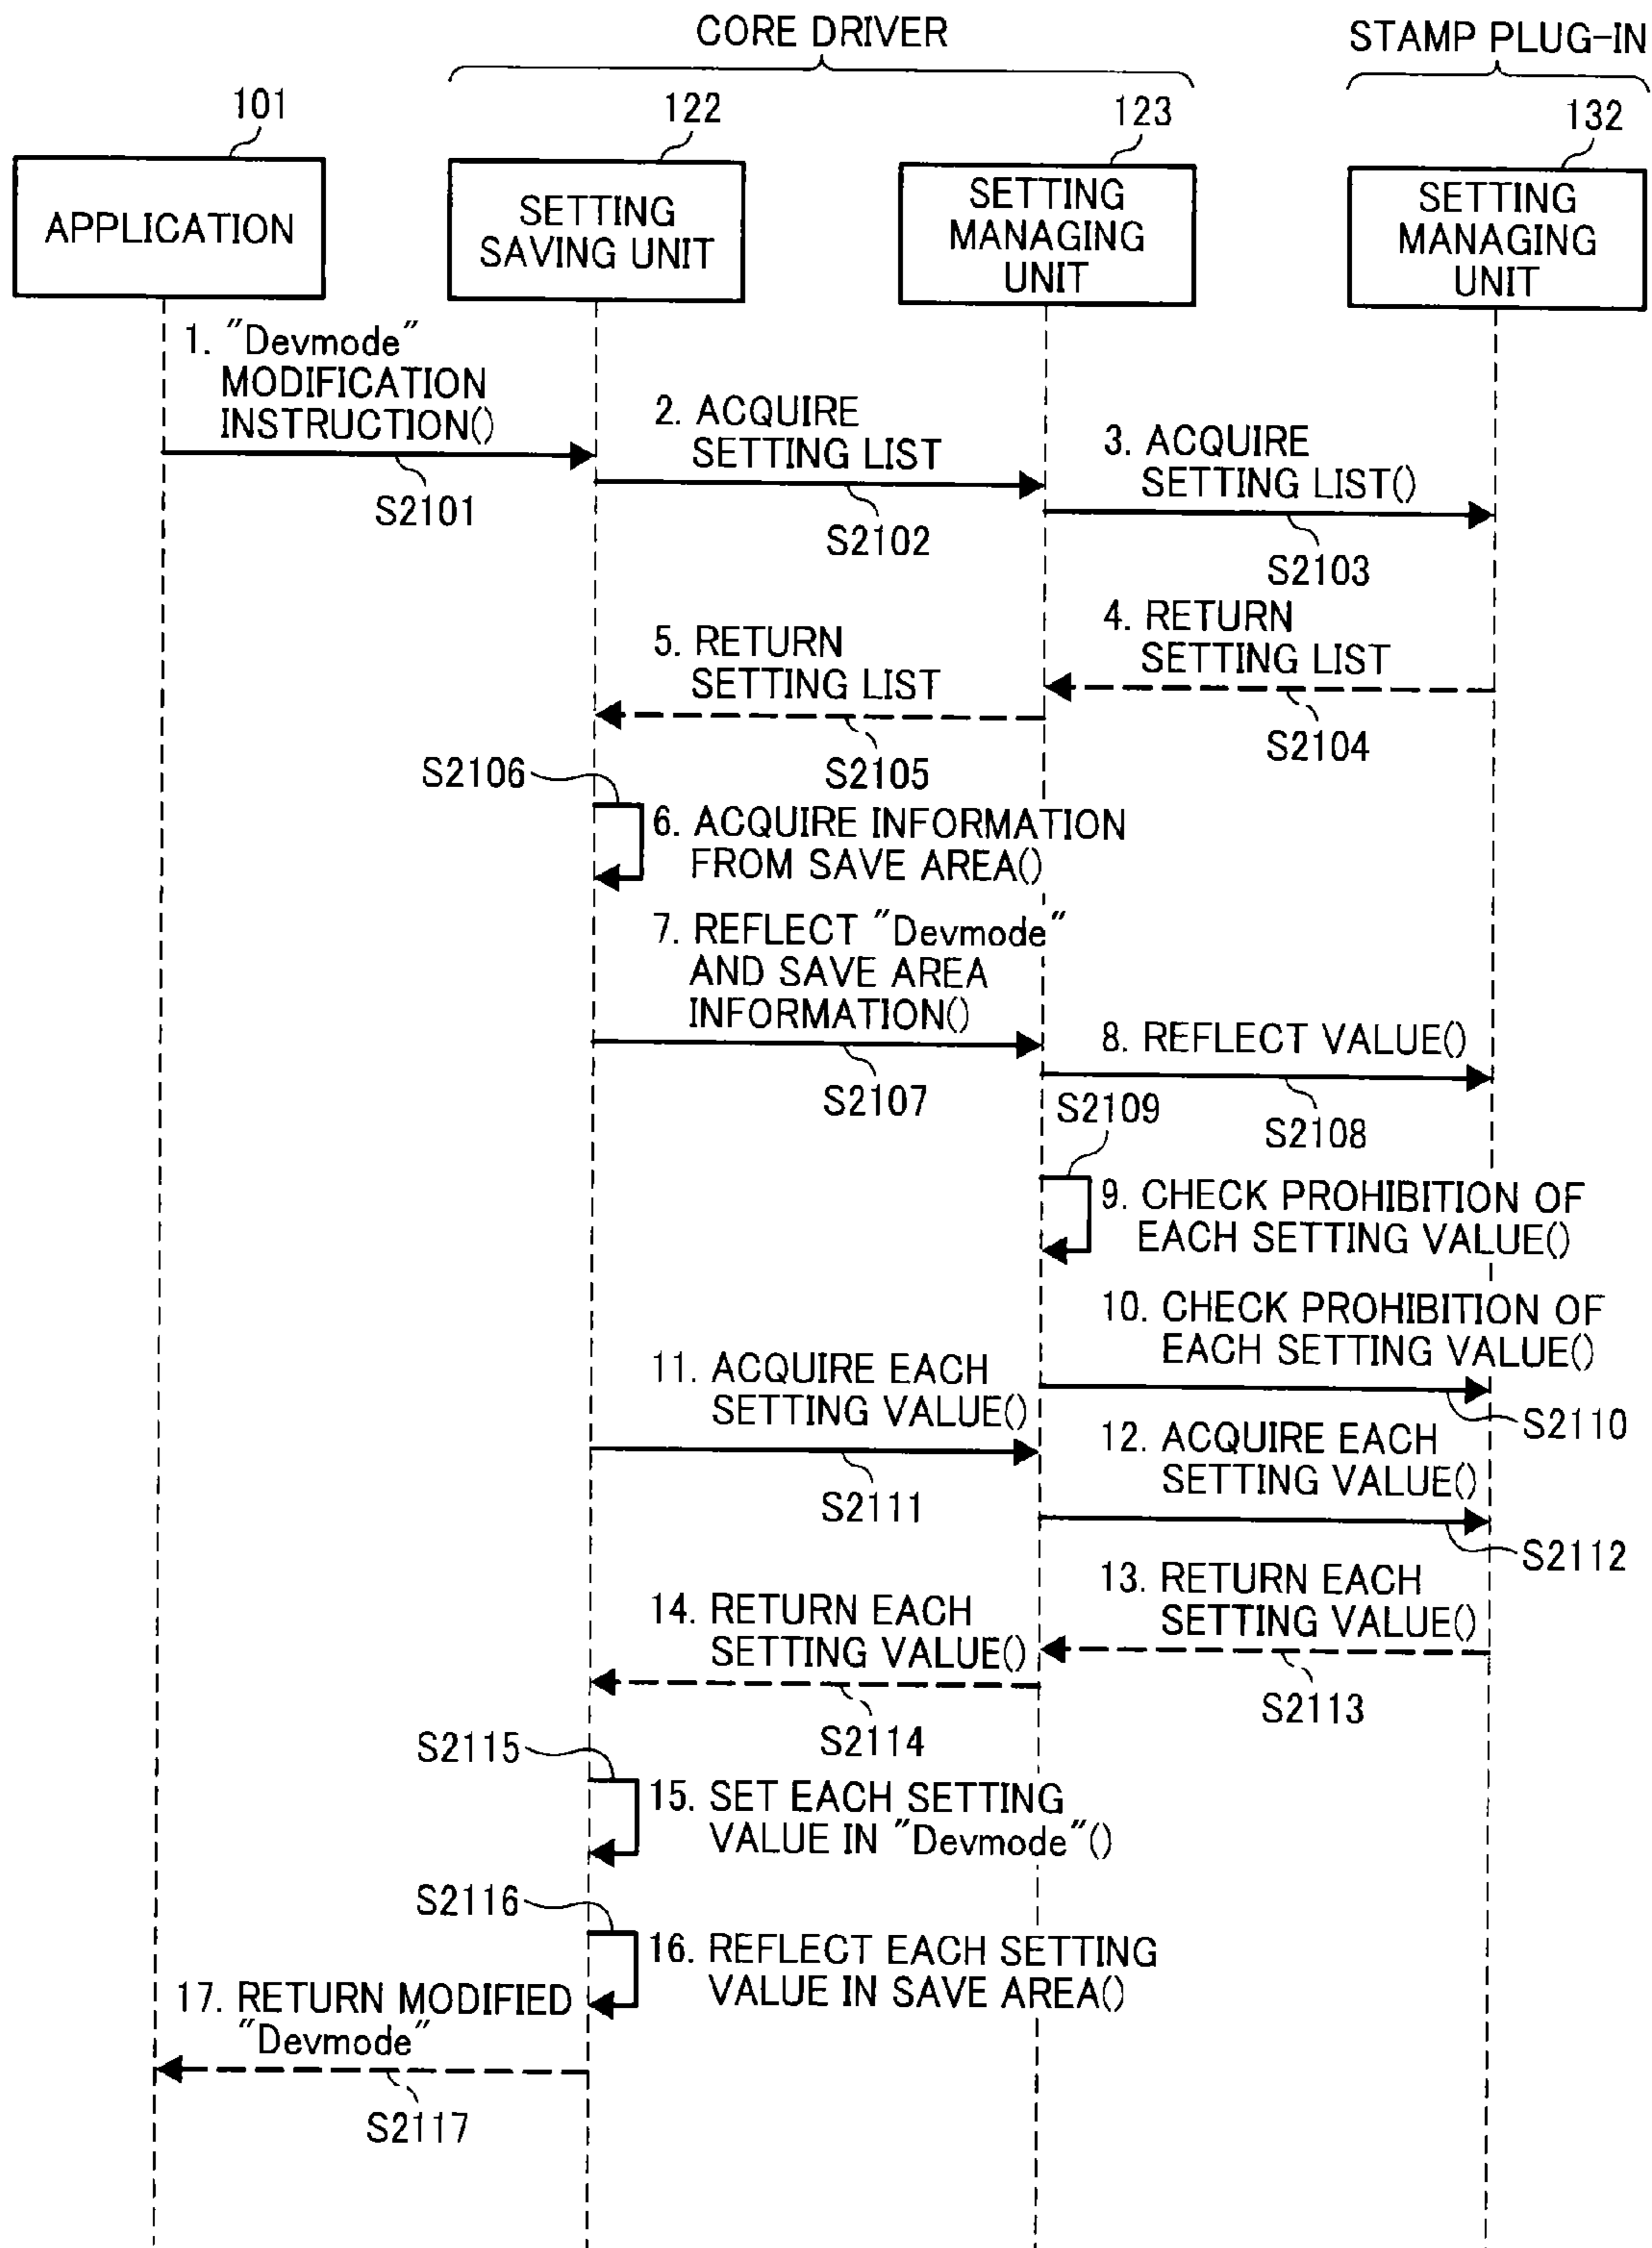 CORE DRIVER
STAMP PLUG-IN
101
122
123
132
APPLICATION
SETTING
SAVING UNIT
SETTING
MANAGING
UNIT
SETTING
MANAGING
UNIT
1. "Devmode"
MODIFICATION
INSTRUCTION()
S2101
2. ACQUIRE
SETTING LIST
S2102
3. ACQUIRE
SETTING LIST()
S2103
4. RETURN
SETTING LIST
S2104
5. RETURN
SETTING LIST
S2105
S2106
6. ACQUIRE INFORMATION
FROM SAVE AREA()
7. REFLECT "Devmode"
AND SAVE AREA
INFORMATION()
S2107
8. REFLECT VALUE()
S2108
S2109
9. CHECK PROHIBITION OF
EACH SETTING VALUE()
10. CHECK PROHIBITION OF
EACH SETTING VALUE()
S2110
11. ACQUIRE EACH
SETTING VALUE()
S2111
12. ACQUIRE EACH
SETTING VALUE()
S2112
13. RETURN EACH
SETTING VALUE()
S2113
14. RETURN EACH
SETTING VALUE()
S2114
S2115
15. SET EACH SETTING
VALUE IN "Devmode"()
S2116
16. REFLECT EACH SETTING
VALUE IN SAVE AREA()
17. RETURN MODIFIED
"Devmode"
S2117